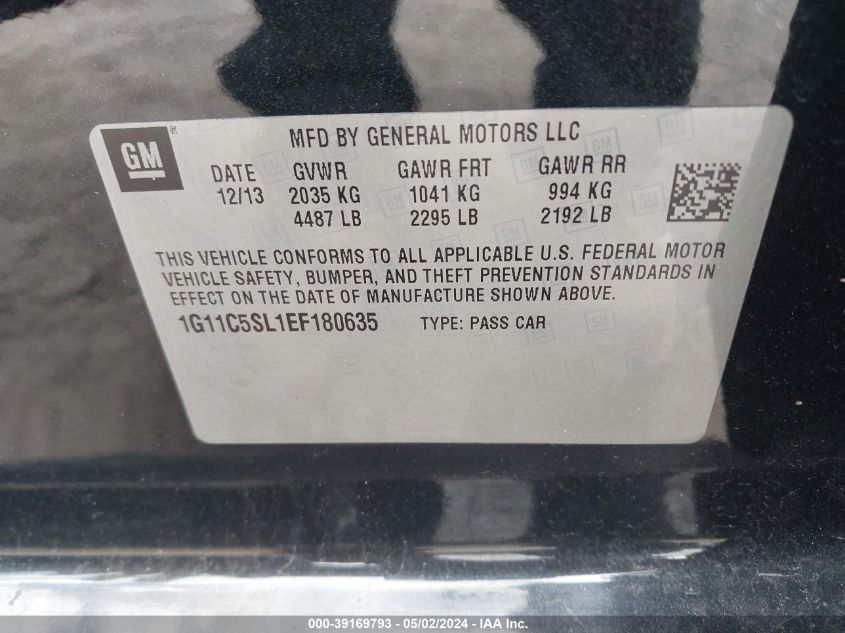 GM
MFD BY GENERAL MOTORS LLC
DATE GVWR GAWR FRT GAWR RR
12/13 2035 KG 1041 KG 994 KG
4487 LB 2295 LB 2192 LB
THIS VEHICLE CONFORMS TO ALL APPLICABLE U.S. FEDERAL MOTOR
VEHICLE SAFETY, BUMPER, AND THEFT PREVENTION STANDARDS IN
EFFECT ON THE DATE OF MANUFACTURE SHOWN ABOVE.
1G11C5SL1EF180635 TYPE: PASS CAR
000-39169793 - 05/02/2024 - IAA Inc.